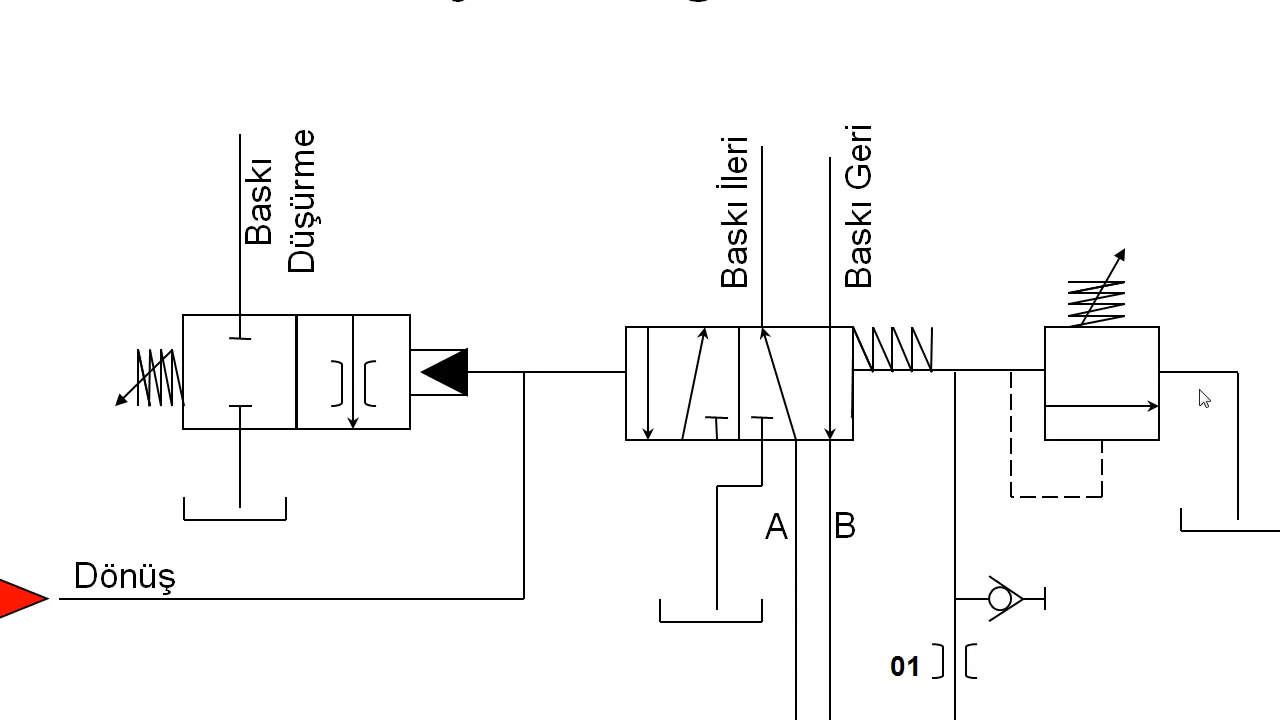 Baskı
Düşürme
Baskı İleri
Baskı Geri
A
B
Dönüş
01